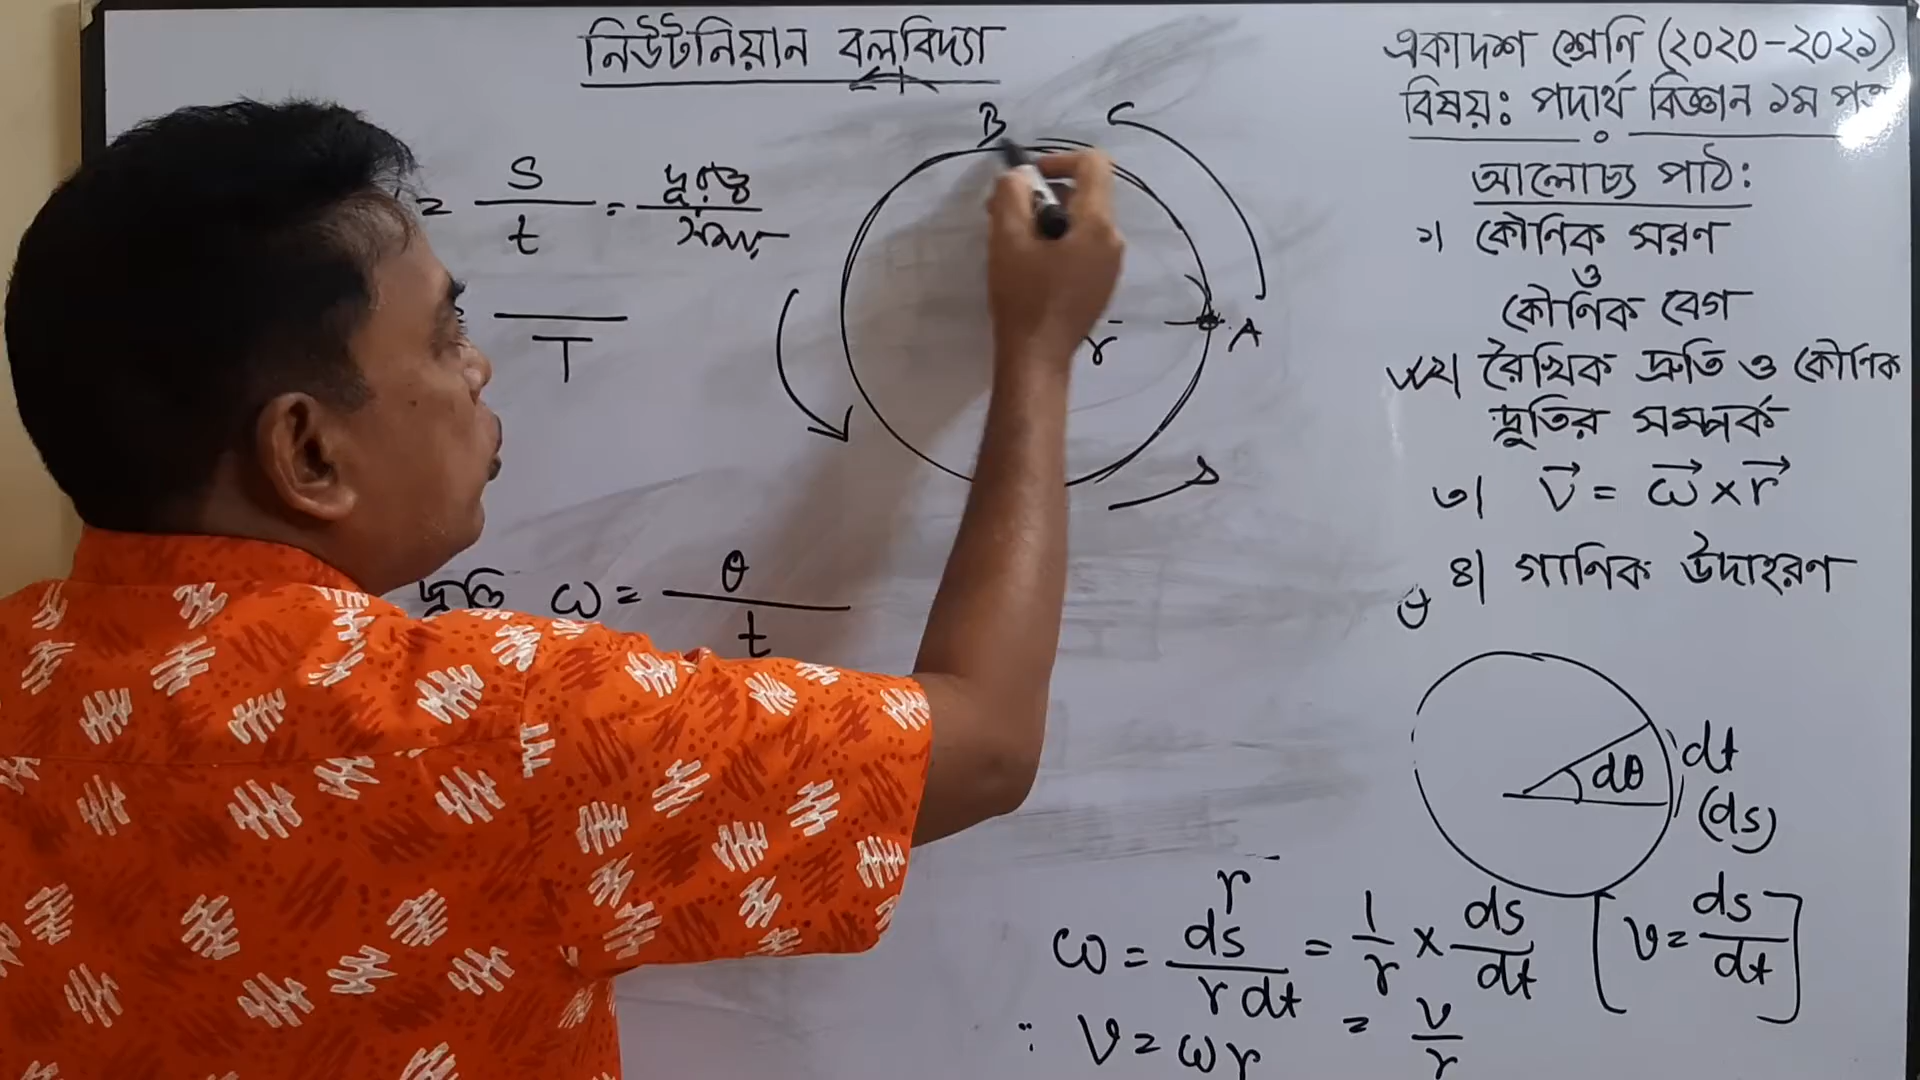 নিউটনিয়ান বলবিদ্যা
= s/t = দূরত্ব/সময়
T
B
r
A
দ্রুতি ω = θ/t
একাদশ শ্রেণি (২০২০-২০২১)
বিষয়ঃ পদার্থ বিজ্ঞান ১ম পত্র
আলোচ্য পাঠ:
১। কৌণিক সরণ
ও
কৌণিক বেগ
২। রৈখিক দ্রুতি ও কৌণিক
দ্রুতির সম্পর্ক
৩। v⃗ = ω⃗ × r⃗
৪। গাণিক উদাহরণ
dθ
dt
(ds)
r
ω = ds/r dt = 1/r × ds/dt [v = ds/dt]
∴ v = ωr = v/r